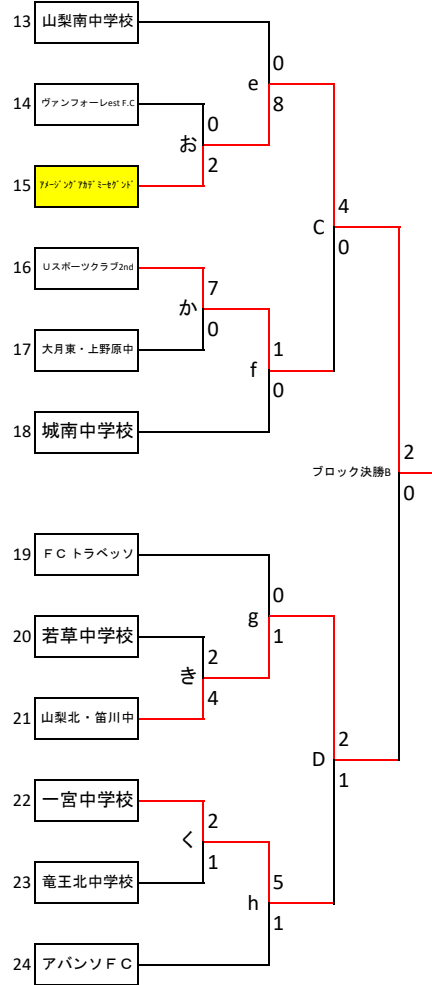 13 山梨南中学校
0
e
8
14 ヴァンフォーレest F.C
0
お
2
15 ｱﾒｰｼﾞﾝｸﾞｱｶﾃﾞﾐｰｾｸﾞﾝﾄﾞ
4
C
0
16 Uスポーツクラブ2nd
7
か
0
17 大月東・上野原中
1
f
0
18 城南中学校
2
ブロック決勝B
0
19 ＦＣトラベッソ
0
g
1
20 若草中学校
2
き
4
21 山梨北・笛川中
2
D
1
22 一宮中学校
2
く
1
23 竜王北中学校
5
h
1
24 アバンソＦＣ